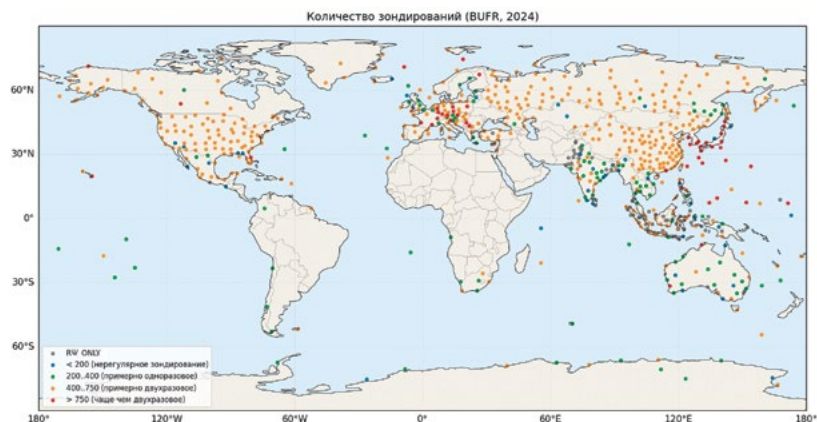 Количество зондирований (BUFR, 2024)
60°N
30°N
0°
30°S
60°S
RW ONLY
< 200 (нерегулярное зондирование)
200..400 (примерно одноразовое)
400..750 (примерно двухразовое)
> 750 (чаще чем двухразовое)
180° 120°W 60°W 0° 60°E 120°E 180°